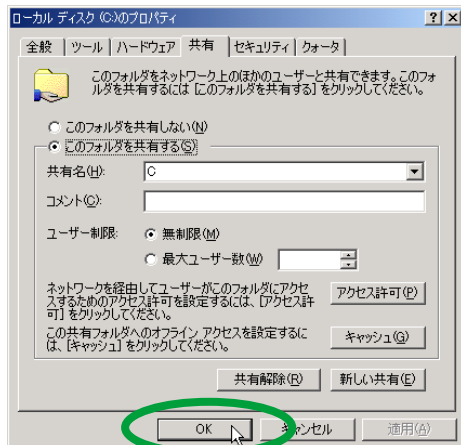 ローカル ディスク (C:)のプロパティ
全般 ツール ハードウェア 共有 セキュリティ クォータ
このフォルダをネットワーク上のほかのユーザーと共有できます。このフォ
ルダを共有するには [このフォルダを共有する] をクリックしてください。
このフォルダを共有しない(N)
このフォルダを共有する(S)
共有名(H): C
コメント(C):
ユーザー制限: 無制限(M)
最大ユーザー数(W)
ネットワークを経由してユーザーがこのフォルダにアクセ
スするためのアクセス許可を設定するには、[アクセス許
可] をクリックしてください。
アクセス許可(P)
この共有フォルダへのオフライン アクセスを設定するに
は、[キャッシュ] をクリックしてください。
キャッシュ(G)
共有解除(R) 新しい共有(E)
OK キャンセル 適用(A)